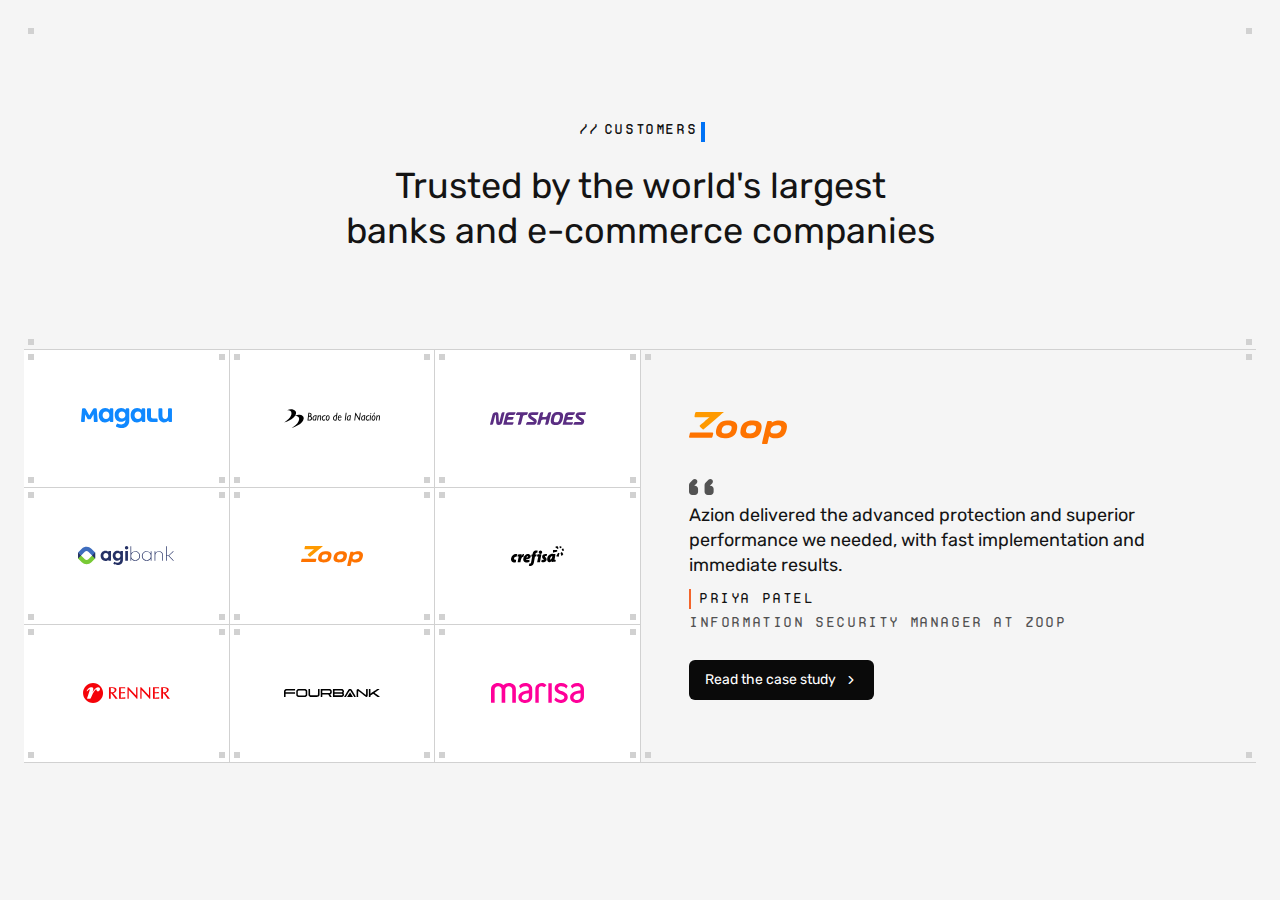 // CUSTOMERS
Trusted by the world's largest
banks and e-commerce companies
Magalu
Banco de la Nación
NETSHOES
agibank
Zoop
crefisa
RENNER
FOURBANK
marisa
Zoop
Azion delivered the advanced protection and superior
performance we needed, with fast implementation and
immediate results.
PRIYA PATEL
INFORMATION SECURITY MANAGER AT ZOOP
Read the case study